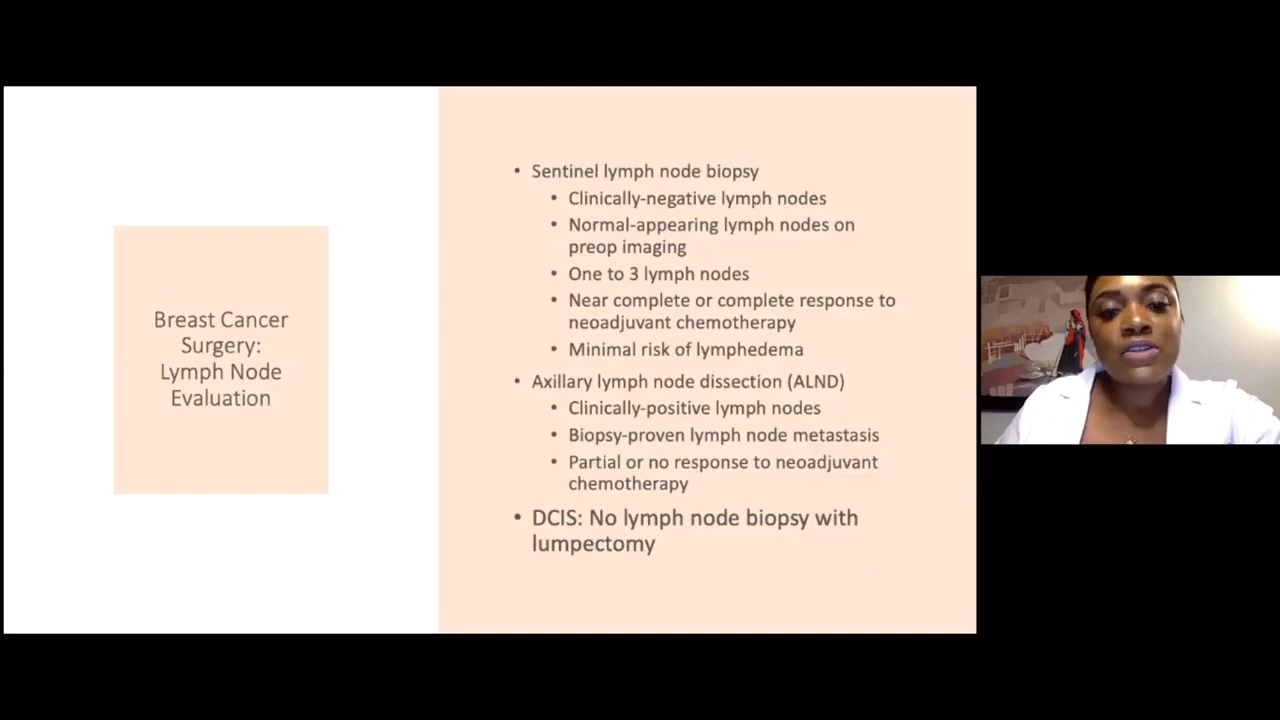 Breast Cancer
Surgery:
Lymph Node
Evaluation
• Sentinel lymph node biopsy
• Clinically-negative lymph nodes
• Normal-appearing lymph nodes on
preop imaging
• One to 3 lymph nodes
• Near complete or complete response to
neoadjuvant chemotherapy
• Minimal risk of lymphedema
• Axillary lymph node dissection (ALND)
• Clinically-positive lymph nodes
• Biopsy-proven lymph node metastasis
• Partial or no response to neoadjuvant
chemotherapy
• DCIS: No lymph node biopsy with
lumpectomy